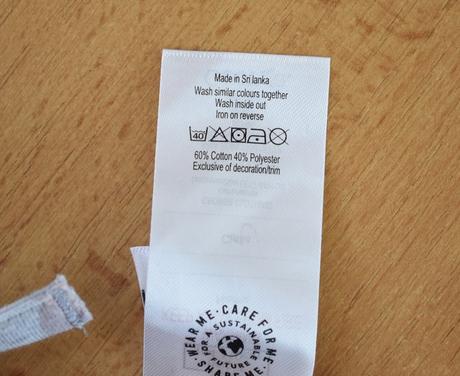 Made in Sri lanka
Wash similar colours together
Wash inside out
Iron on reverse
40
60% Cotton 40% Polyester
Exclusive of decoration/trim
WEAR ME · CARE FOR ME
· SHARE ME ·
FOR A SUSTAINABLE
FUTURE